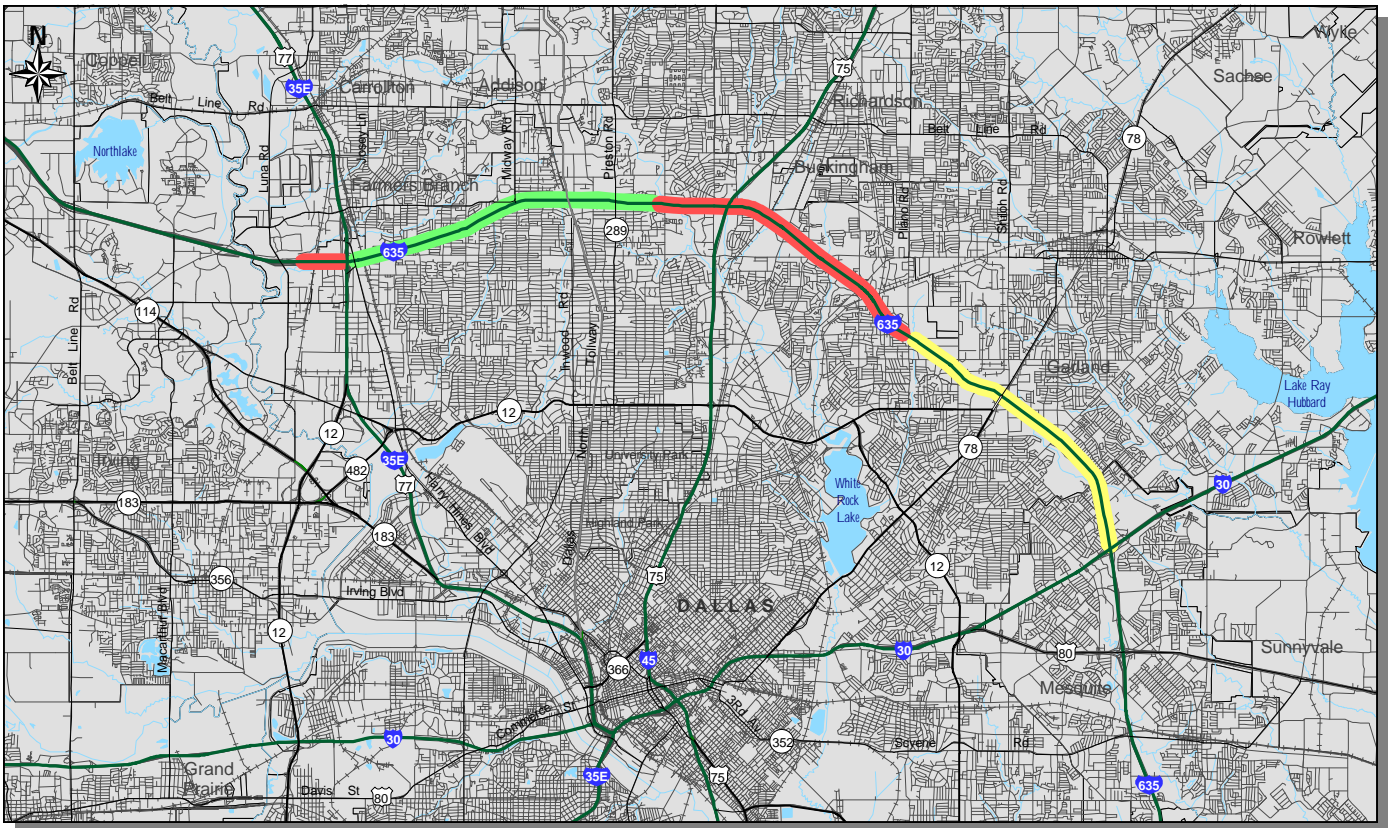 N
Coppell
77
35E
Carrollton
Addison
75
Richardson
Wyke
Sachse
Belt Line Rd
Belt Line Rd
78
Northlake
Luna Rd
Josey Ln
Midway Rd
Preston Rd
Buckingham
Farmers Branch
Plano Rd
Shiloh Rd
289
635
Rowlett
114
Belt Line Rd
Inwood Rd
635
Garland
Lake Ray
Hubbard
12
12
North
Tollway
Dallas
University Park
78
Irving
482
35E
77
183
Harry Hines Blvd
White
Rock
Lake
30
183
Highland Park
356
Irving Blvd
75
12
DALLAS
Macarthur Blvd
12
366
45
30
80
Sunnyvale
Mesquite
Commerce St
3Rd Av
352
Scyene Rd
30
Grand
Prairie
35E
75
635
Davis St
80